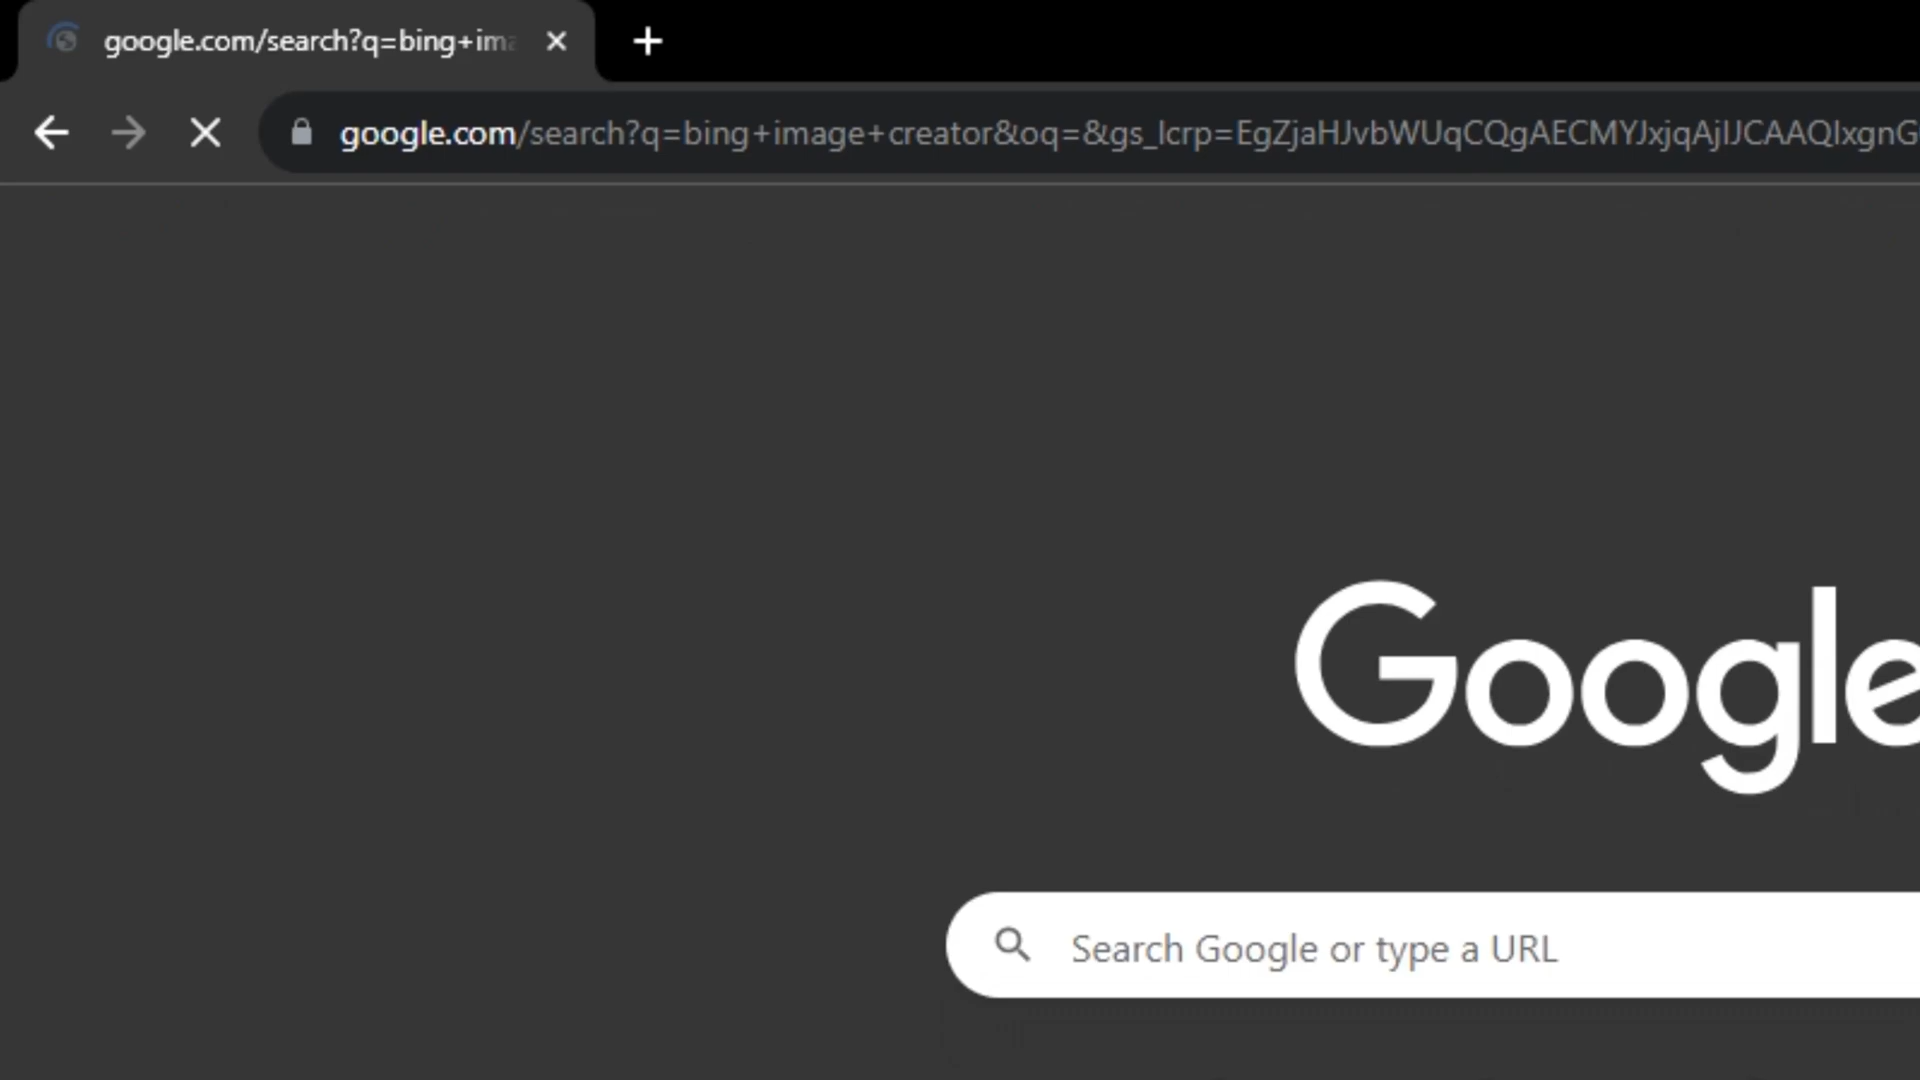 google.com/search?q=bing+ima
google.com/search?q=bing+image+creator&oq=&gs_lcrp=EgZjaHJvbWUqCQgAECMYJxjqAjIJCAAQIxgnG
Google
Search Google or type a URL